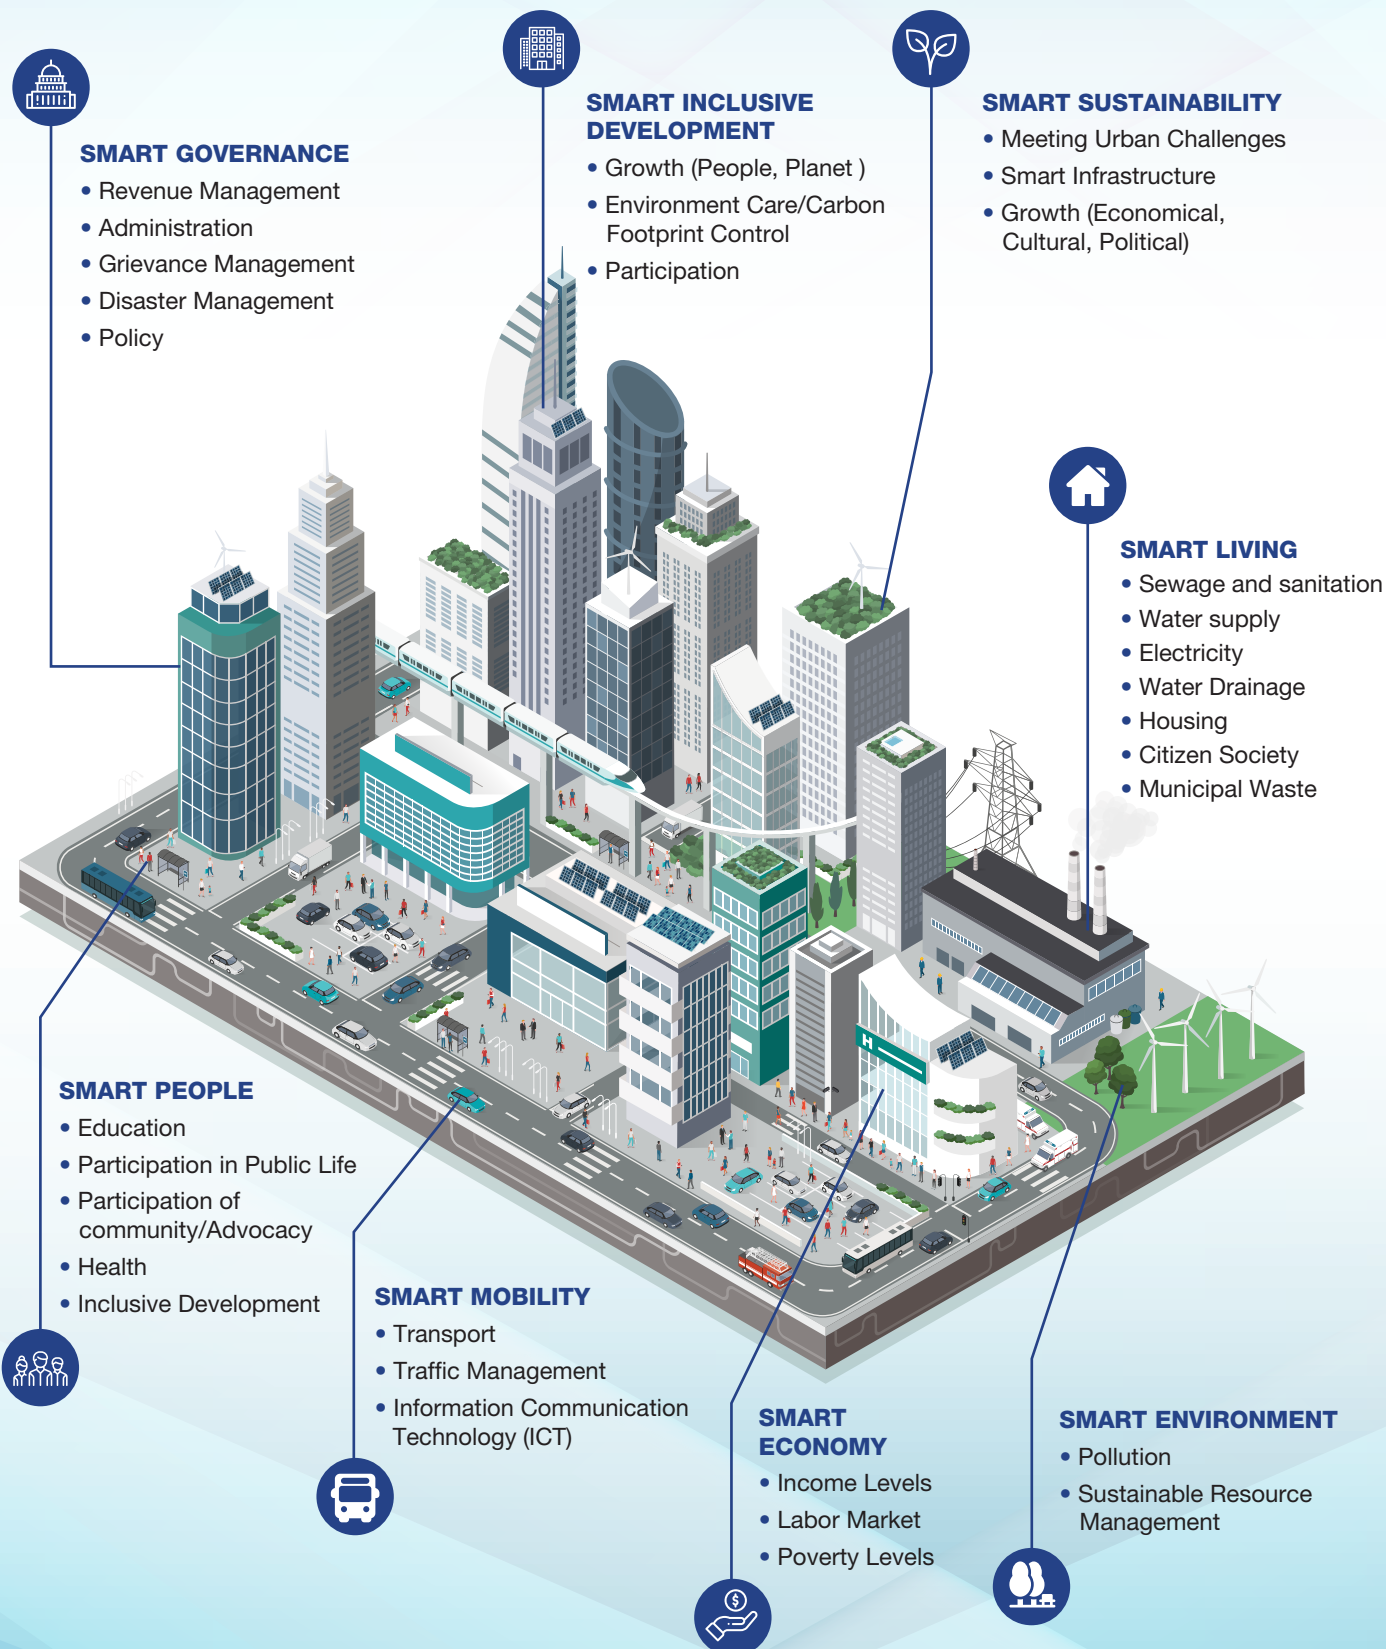 SMART GOVERNANCE
• Revenue Management
• Administration
• Grievance Management
• Disaster Management
• Policy
SMART INCLUSIVE
DEVELOPMENT
• Growth (People, Planet )
• Environment Care/Carbon
Footprint Control
• Participation
SMART SUSTAINABILITY
• Meeting Urban Challenges
• Smart Infrastructure
• Growth (Economical,
Cultural, Political)
SMART LIVING
• Sewage and sanitation
• Water supply
• Electricity
• Water Drainage
• Housing
• Citizen Society
• Municipal Waste
H
SMART PEOPLE
• Education
• Participation in Public Life
• Participation of
community/Advocacy
• Health
• Inclusive Development
SMART MOBILITY
• Transport
• Traffic Management
• Information Communication
Technology (ICT)
SMART
ECONOMY
• Income Levels
• Labor Market
• Poverty Levels
$
SMART ENVIRONMENT
• Pollution
• Sustainable Resource
Management